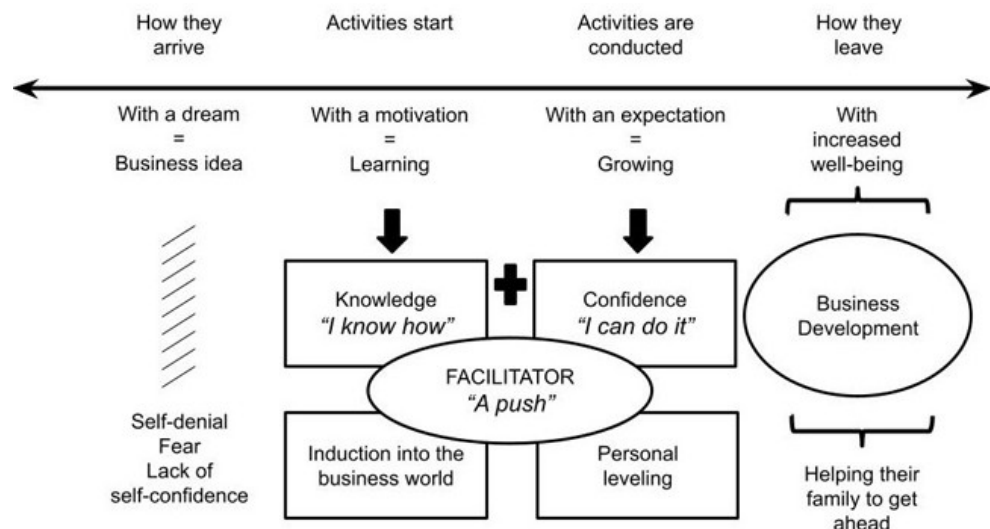 How they
arrive
Activities start
Activities are
conducted
How they
leave
With a dream
=
Business idea
With a motivation
=
Learning
With an expectation
=
Growing
With
increased
well-being
Knowledge
"I know how"
Confidence
"I can do it"
Business
Development
FACILITATOR
"A push"
Self-denial
Fear
Lack of
self-confidence
Induction into the
business world
Personal
leveling
Helping their
family to get
ahead